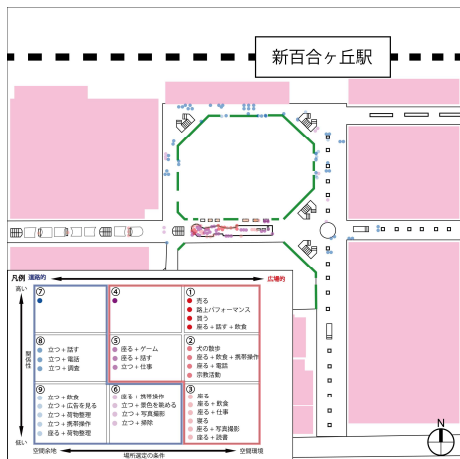 新百合ヶ丘駅
凡例 道路的
広場的
高い
関係性
低い
⑦
④
①
売る
路上パフォーマンス
買う
座る＋話す＋飲食
⑧
立つ＋話す
立つ＋電話
立つ＋調査
⑤
座る＋ゲーム
座る＋話す
立つ＋仕事
②
犬の散歩
座る＋飲食＋携帯操作
座る＋電話
宗教活動
⑨
立つ＋飲食
立つ＋広告を見る
立つ＋荷物整理
立つ＋携帯操作
座る＋荷物整理
⑥
座る＋携帯操作
立つ＋景色を眺める
立つ＋写真撮影
立つ＋掃除
③
座る
座る＋飲食
座る＋仕事
寝る
座る＋写真撮影
座る＋読書
空間余地
場所選定の条件
空間環境
N